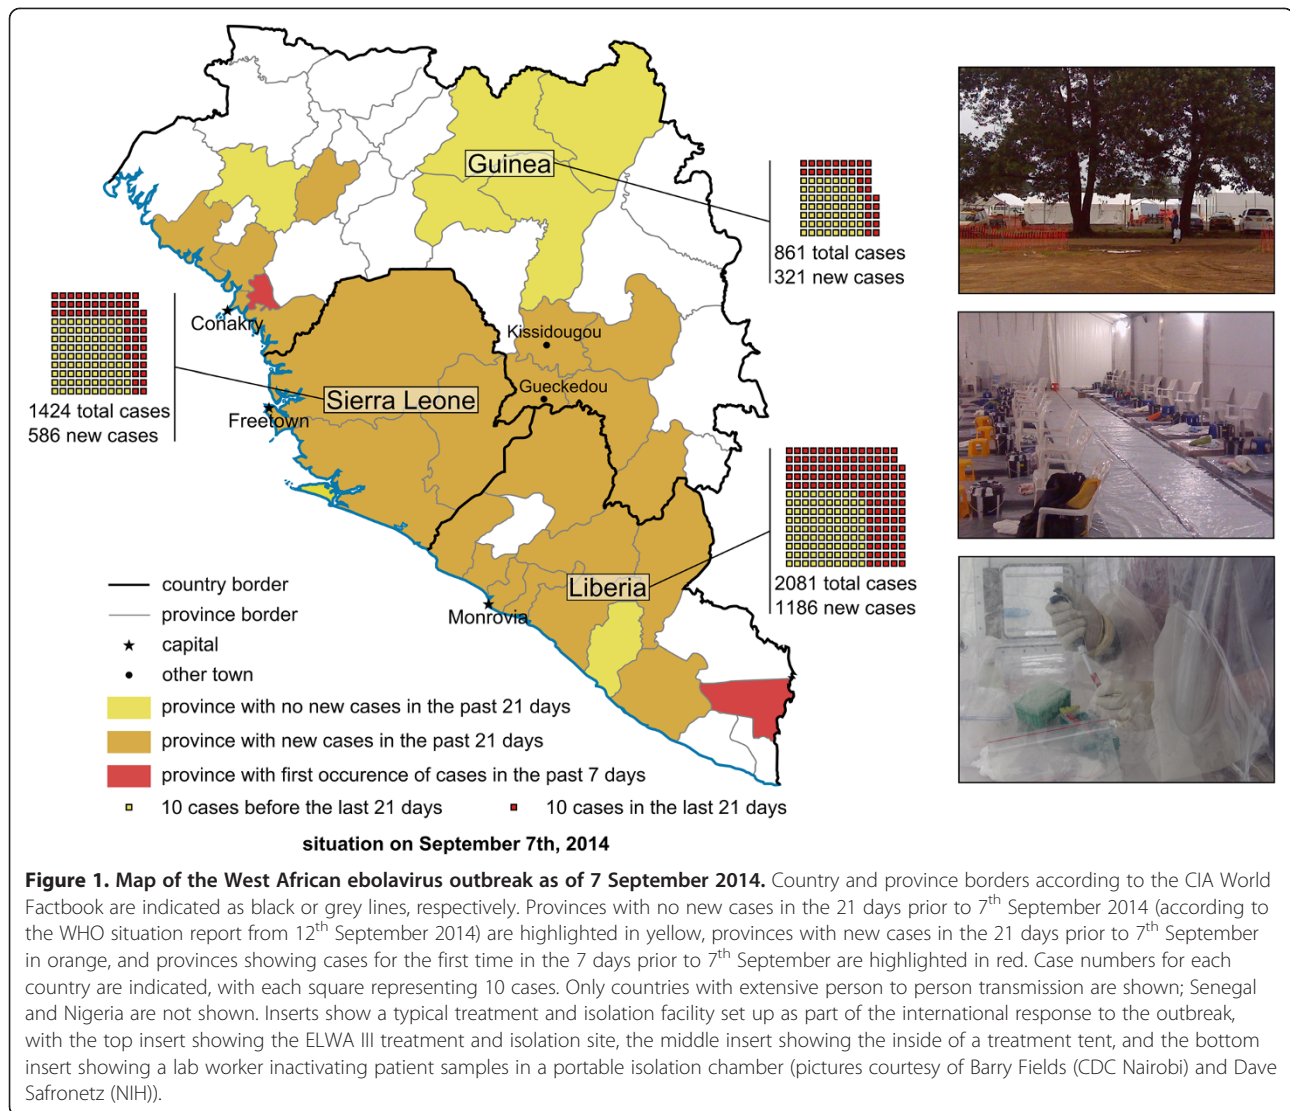 Guinea
861 total cases
321 new cases
Conakry
Kissidougou
Gueckedou
1424 total cases
586 new cases
Sierra Leone
Freetown
Liberia
2081 total cases
1186 new cases
Monrovia
country border
province border
capital
other town
province with no new cases in the past 21 days
province with new cases in the past 21 days
province with first occurence of cases in the past 7 days
10 cases before the last 21 days
10 cases in the last 21 days
situation on September 7th, 2014
Figure 1. Map of the West African ebolavirus outbreak as of 7 September 2014. Country and province borders according to the CIA World
Factbook are indicated as black or grey lines, respectively. Provinces with no new cases in the 21 days prior to 7th September 2014 (according to
the WHO situation report from 12th September 2014) are highlighted in yellow, provinces with new cases in the 21 days prior to 7th September
in orange, and provinces showing cases for the first time in the 7 days prior to 7th September are highlighted in red. Case numbers for each
country are indicated, with each square representing 10 cases. Only countries with extensive person to person transmission are shown; Senegal
and Nigeria are not shown. Inserts show a typical treatment and isolation facility set up as part of the international response to the outbreak,
with the top insert showing the ELWA III treatment and isolation site, the middle insert showing the inside of a treatment tent, and the bottom
insert showing a lab worker inactivating patient samples in a portable isolation chamber (pictures courtesy of Barry Fields (CDC Nairobi) and Dave
Safronetz (NIH)).